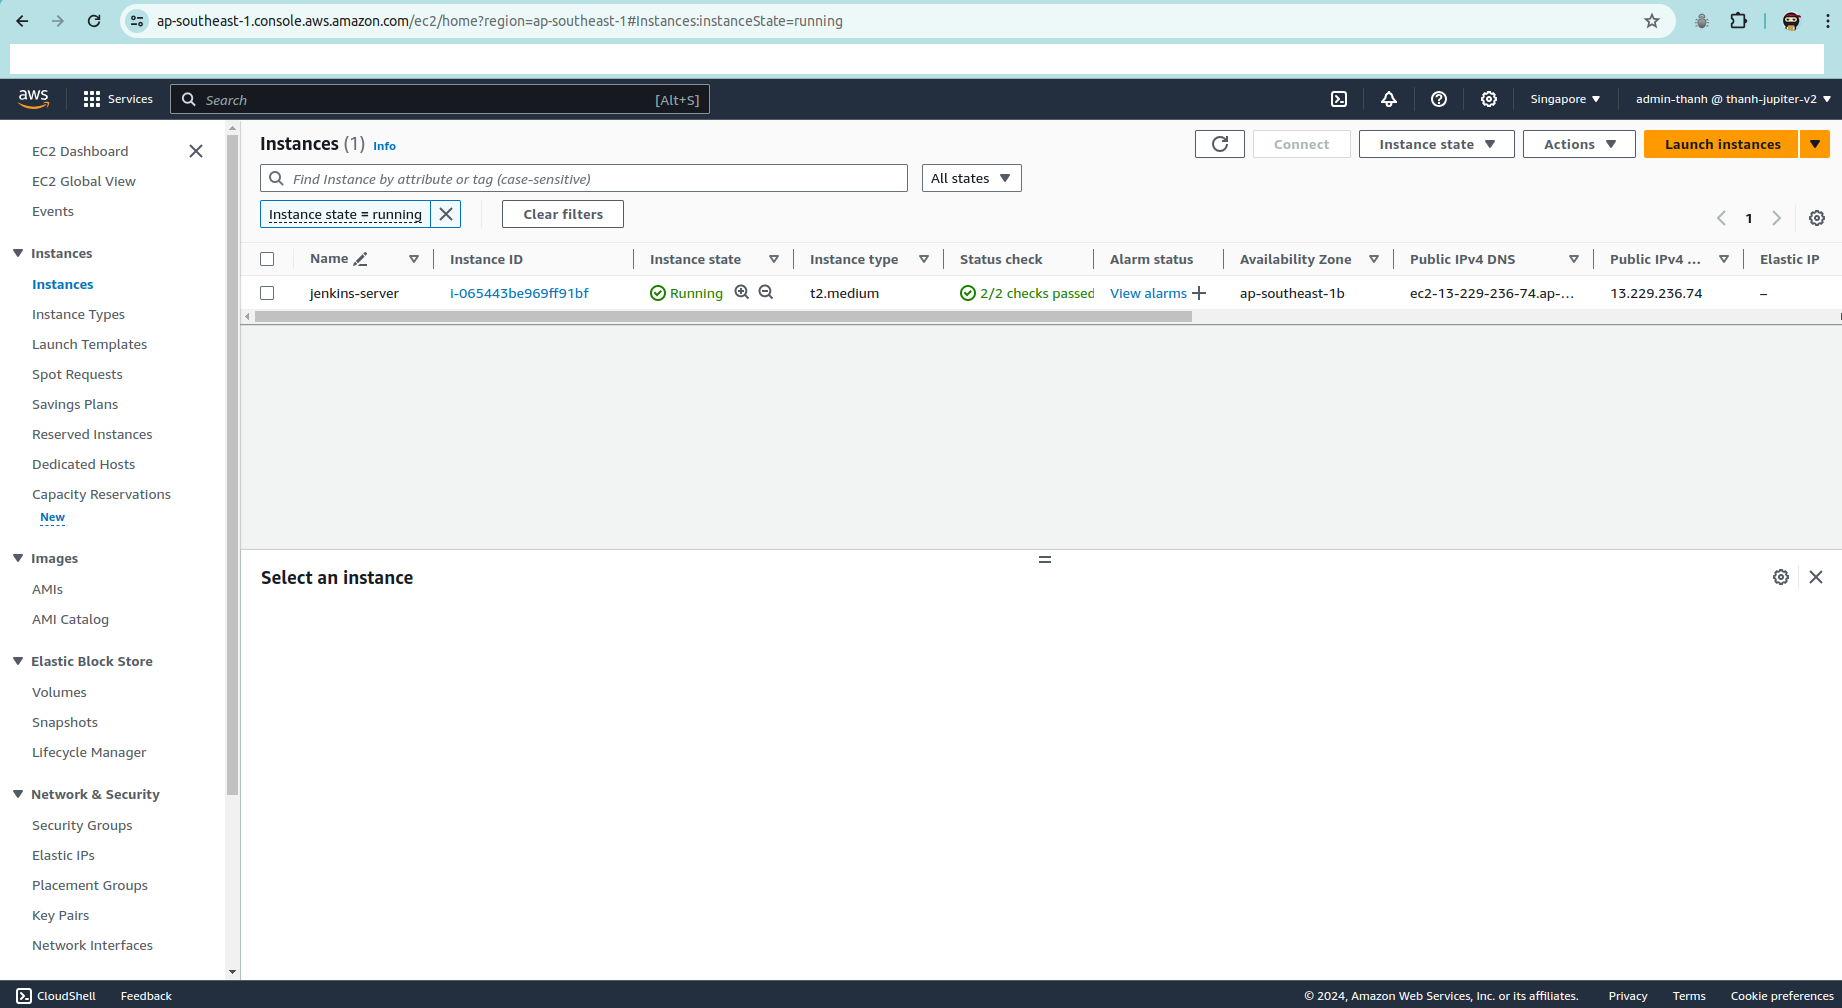 ap-southeast-1.console.aws.amazon.com/ec2/home?region=ap-southeast-1#Instances:instanceState=running
aws Services Search [Alt+S] Singapore admin-thanh @ thanh-jupiter-v2
EC2 Dashboard
EC2 Global View
Events
Instances
Instances
Instance Types
Launch Templates
Spot Requests
Savings Plans
Reserved Instances
Dedicated Hosts
Capacity Reservations
New
Images
AMIs
AMI Catalog
Elastic Block Store
Volumes
Snapshots
Lifecycle Manager
Network & Security
Security Groups
Elastic IPs
Placement Groups
Key Pairs
Network Interfaces
Instances (1) Info Connect Instance state Actions Launch instances
Find Instance by attribute or tag (case-sensitive) All states
Instance state = running Clear filters 1
Name Instance ID Instance state Instance type Status check Alarm status Availability Zone Public IPv4 DNS Public IPv4 ... Elastic IP
jenkins-server i-065443be969ff91bf Running t2.medium 2/2 checks passed View alarms ap-southeast-1b ec2-13-229-236-74.ap-... 13.229.236.74 –
Select an instance
CloudShell Feedback © 2024, Amazon Web Services, Inc. or its affiliates. Privacy Terms Cookie preferences